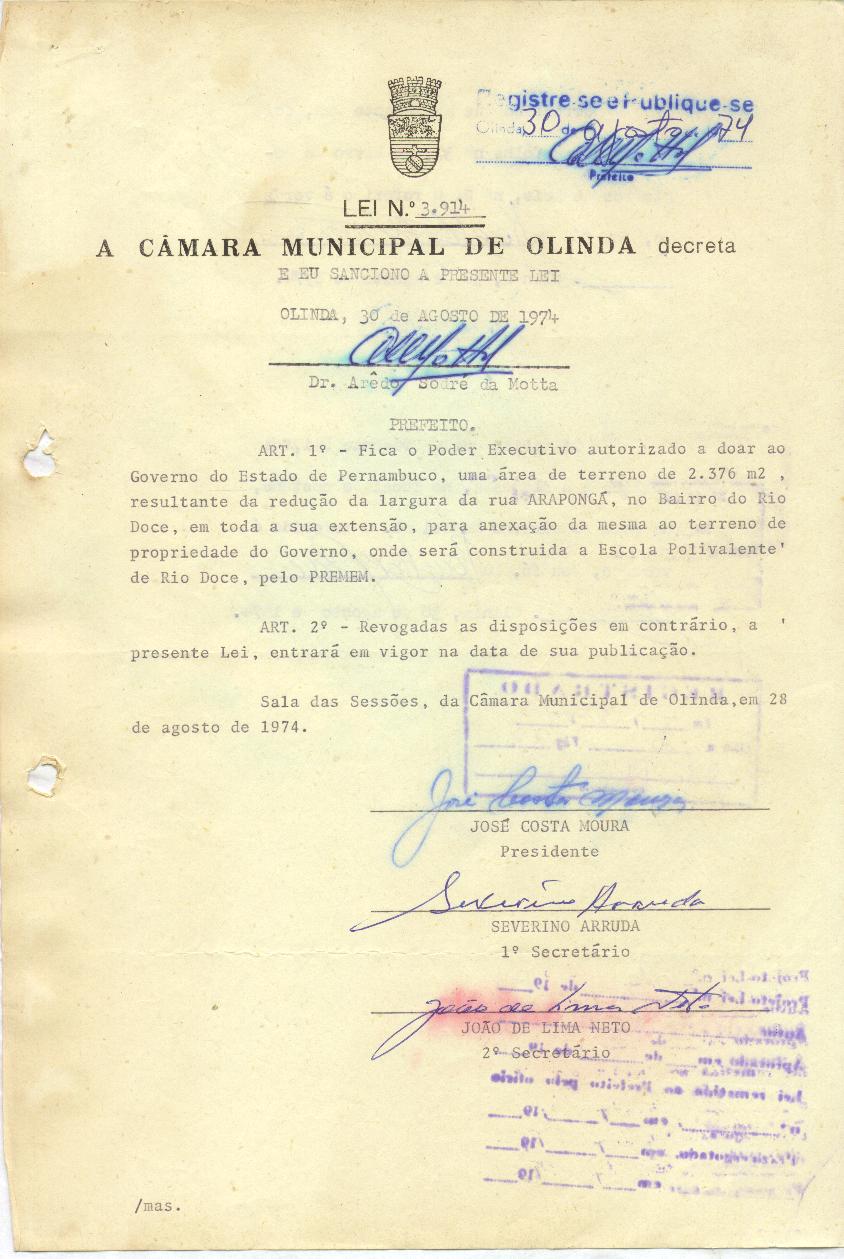 Registre-se e Publique-se
Olinda, 30 de agosto 74
Prefeito
LEI N.º 3.914
A CÂMARA MUNICIPAL DE OLINDA decreta
E EU SANCIONO A PRESENTE LEI
OLINDA, 30 de AGOSTO DE 1974
Dr. Arêdo Sodré da Motta
PREFEITO.
ART. 1º - Fica o Poder Executivo autorizado a doar ao
Governo do Estado de Pernambuco, uma área de terreno de 2.376 m2 ,
resultante da redução da largura da rua ARAPONGÁ, no Bairro do Rio
Doce, em toda a sua extensão, para anexação da mesma ao terreno de
propriedade do Governo, onde será construida a Escola Polivalente'
de Rio Doce, pelo PREMEM.
ART. 2º - Revogadas as disposições em contrário, a '
presente Lei, entrará em vigor na data de sua publicação.
Sala das Sessões, da Câmara Municipal de Olinda,em 28
de agosto de 1974.
José Costa Moura
JOSÉ COSTA MOURA
Presidente
Severino Arruda
SEVERINO ARRUDA
1º Secretário
João de Lima Neto
JOÃO DE LIMA NETO
2º Secretário
/mas.